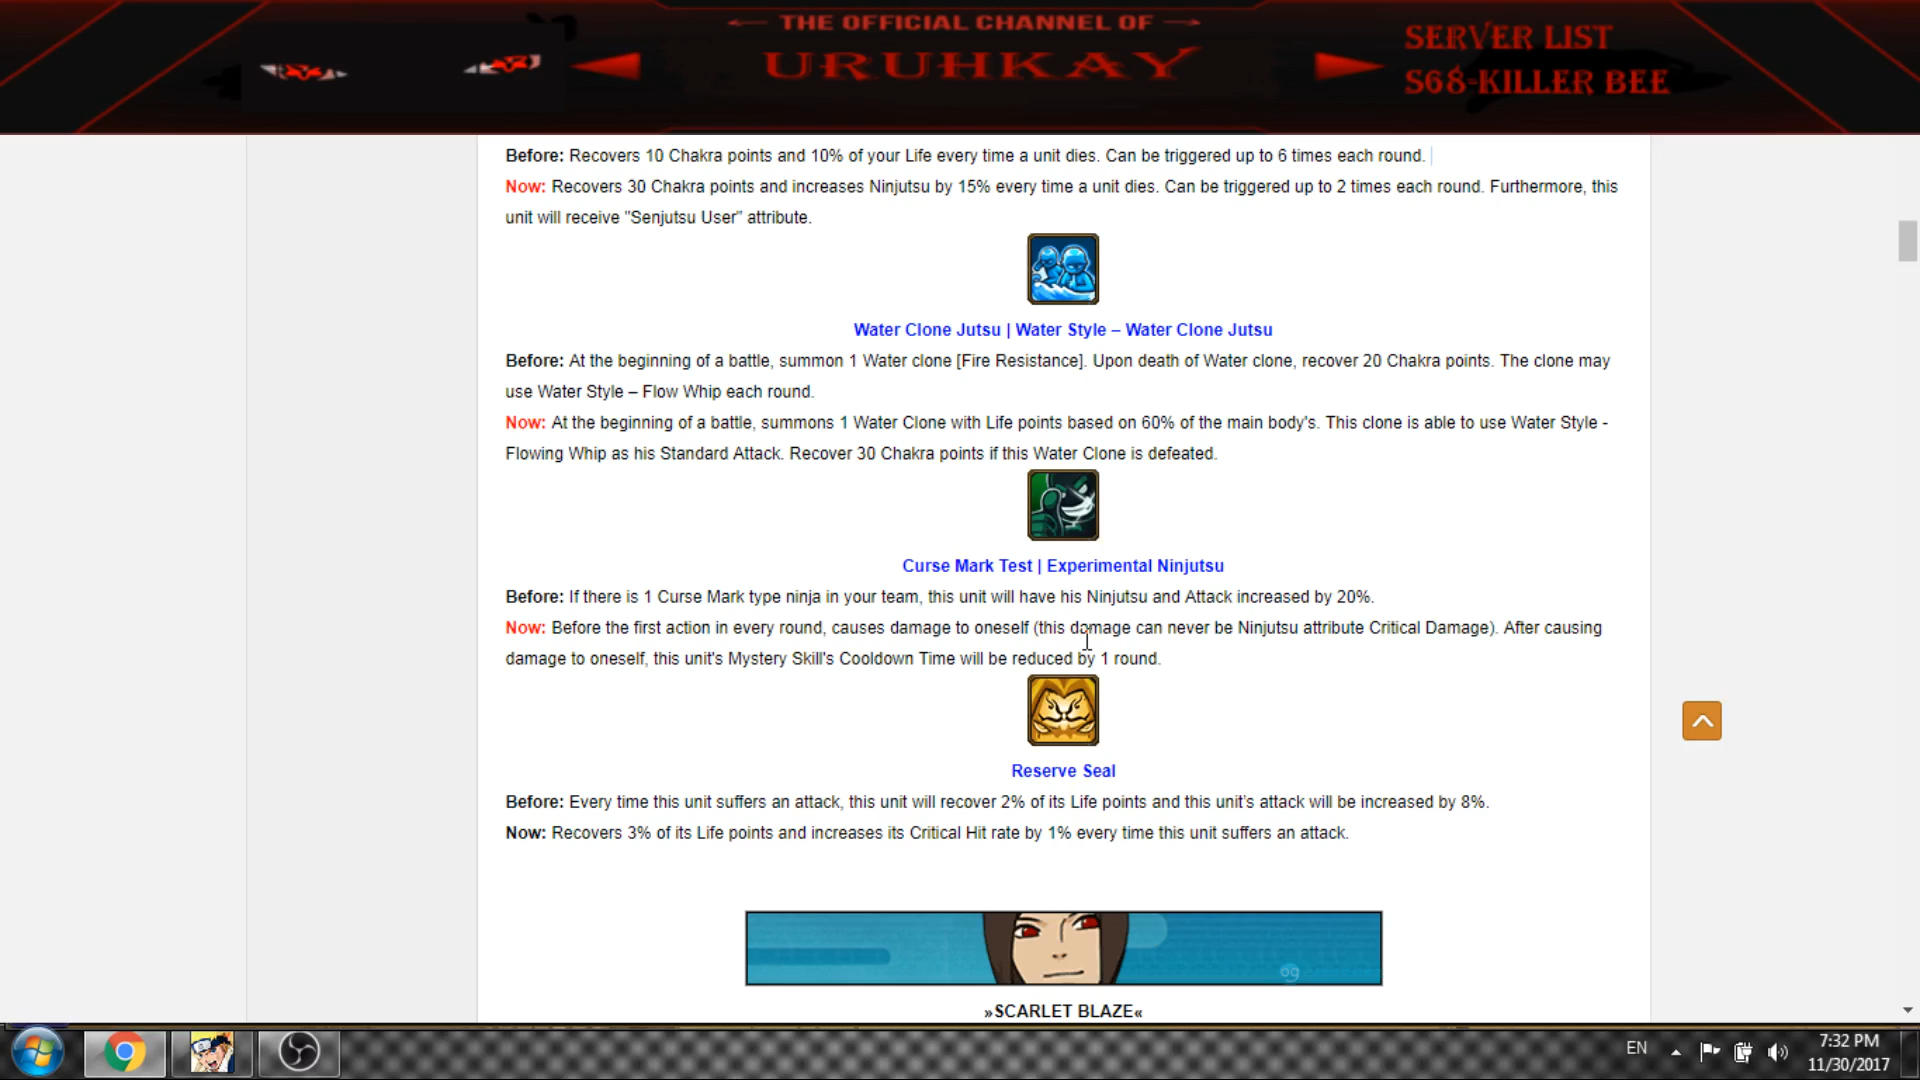 THE OFFICIAL CHANNEL OF
URUHKAY
SERVER LIST
S68-KILLER BEE
Before: Recovers 10 Chakra points and 10% of your Life every time a unit dies. Can be triggered up to 6 times each round.
Now: Recovers 30 Chakra points and increases Ninjutsu by 15% every time a unit dies. Can be triggered up to 2 times each round. Furthermore, this
unit will receive "Senjutsu User" attribute.
Water Clone Jutsu | Water Style – Water Clone Jutsu
Before: At the beginning of a battle, summon 1 Water clone [Fire Resistance]. Upon death of Water clone, recover 20 Chakra points. The clone may
use Water Style – Flow Whip each round.
Now: At the beginning of a battle, summons 1 Water Clone with Life points based on 60% of the main body's. This clone is able to use Water Style -
Flowing Whip as his Standard Attack. Recover 30 Chakra points if this Water Clone is defeated.
Curse Mark Test | Experimental Ninjutsu
Before: If there is 1 Curse Mark type ninja in your team, this unit will have his Ninjutsu and Attack increased by 20%.
Now: Before the first action in every round, causes damage to oneself (this damage can never be Ninjutsu attribute Critical Damage). After causing
damage to oneself, this unit's Mystery Skill's Cooldown Time will be reduced by 1 round.
Reserve Seal
Before: Every time this unit suffers an attack, this unit will recover 2% of its Life points and this unit's attack will be increased by 8%.
Now: Recovers 3% of its Life points and increases its Critical Hit rate by 1% every time this unit suffers an attack.
»SCARLET BLAZE«
EN
7:32 PM
11/30/2017